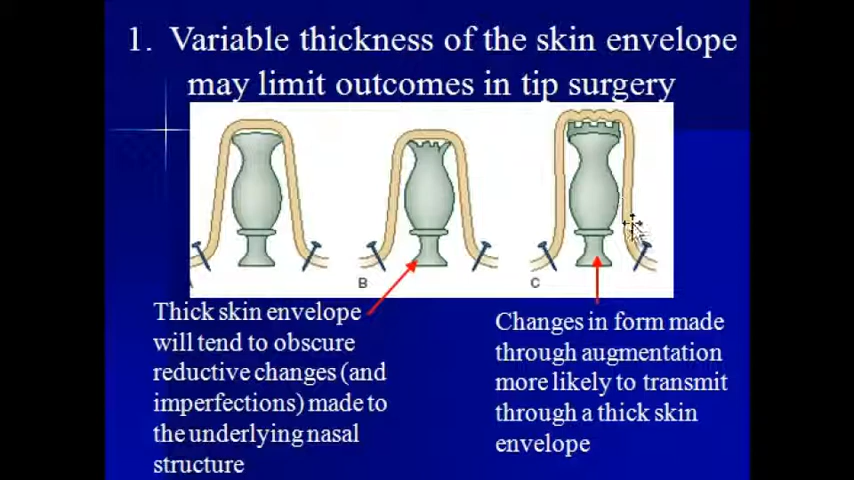 1. Variable thickness of the skin envelope
may limit outcomes in tip surgery
A
B
C
Thick skin envelope
will tend to obscure
reductive changes (and
imperfections) made to
the underlying nasal
structure
Changes in form made
through augmentation
more likely to transmit
through a thick skin
envelope